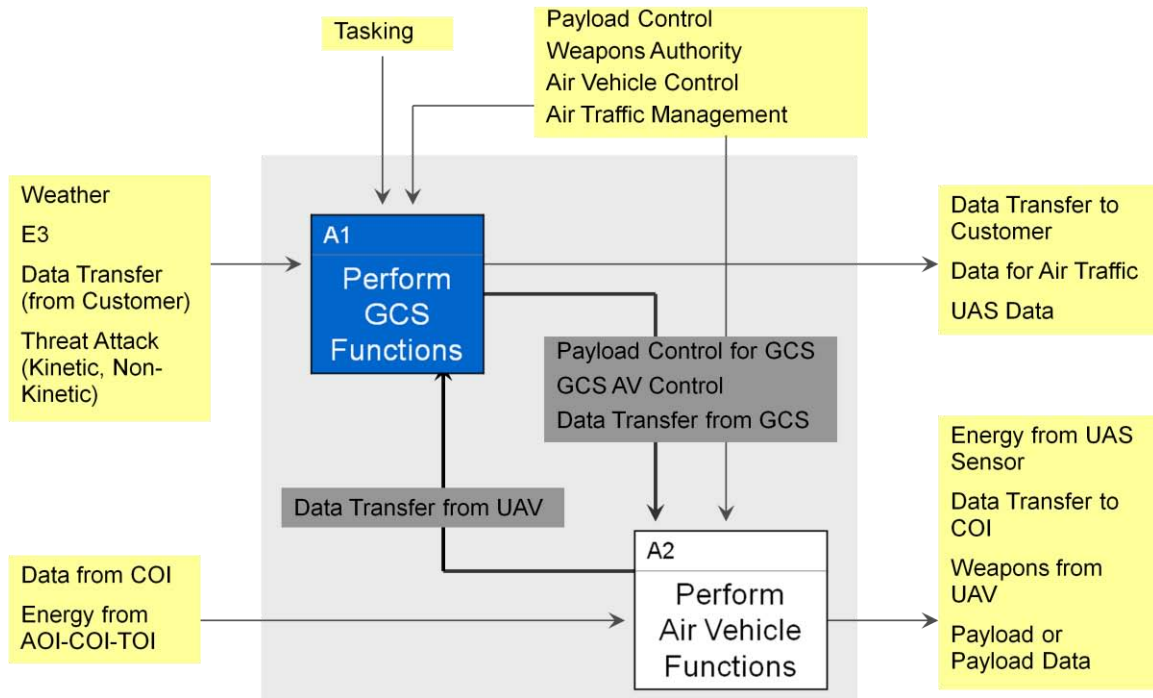 Tasking
Payload Control
Weapons Authority
Air Vehicle Control
Air Traffic Management
Weather
E3
Data Transfer
(from Customer)
Threat Attack
(Kinetic, Non-
Kinetic)
A1
Perform
GCS
Functions
Data Transfer to
Customer
Data for Air Traffic
UAS Data
Payload Control for GCS
GCS AV Control
Data Transfer from GCS
Data Transfer from UAV
Data from COI
Energy from
AOI-COI-TOI
A2
Perform
Air Vehicle
Functions
Energy from UAS
Sensor
Data Transfer to
COI
Weapons from
UAV
Payload or
Payload Data